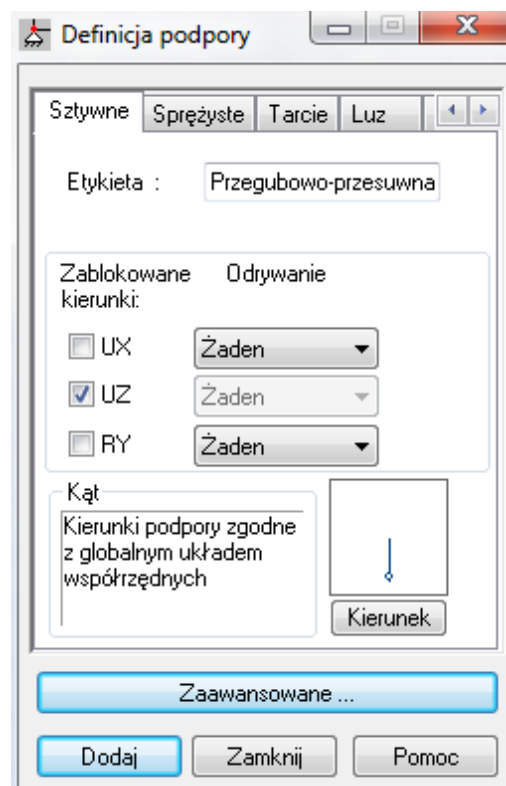 Definicja podpory
Sztywne Sprężyste Tarcie Luz
Etykieta : Przegubowo-przesuwna
Zablokowane kierunki: Odrywanie
UX Żaden
UZ Żaden
RY Żaden
Kąt
Kierunki podpory zgodne
z globalnym układem
współrzędnych
Kierunek
Zaawansowane ...
Dodaj Zamknij Pomoc